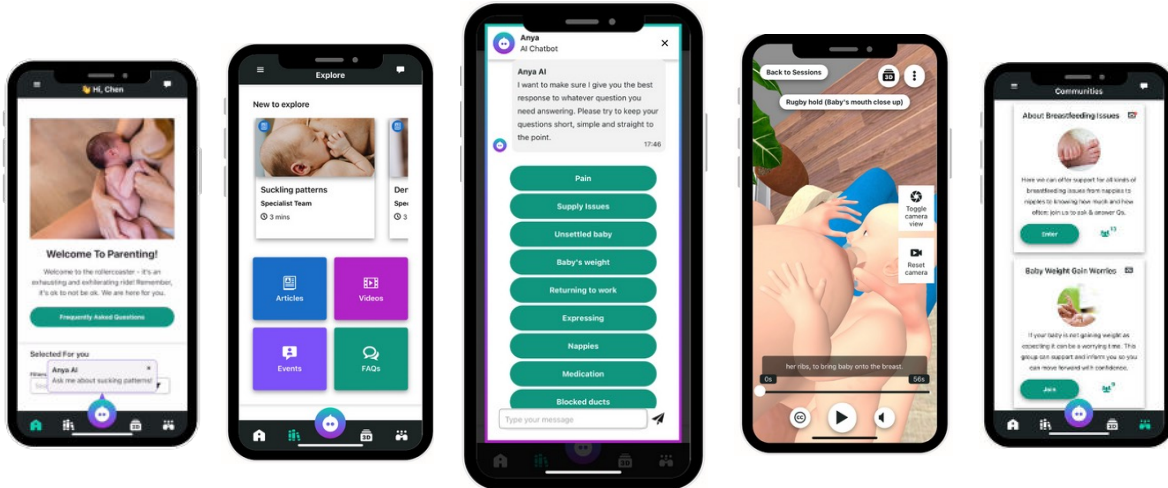 👋 Hi, Chen
Welcome To Parenting!
Welcome to the rollercoaster - it's an
exhausting and exhilerating ride! Remember,
it's ok to not be ok. We are here for you.
Frequently Asked Questions
Selected For you
Filters
Anya AI
Ask me about sucking patterns!
Explore
New to explore
Suckling patterns
Specialist Team
3 mins
Der
Spec
3
Articles
Videos
Events
FAQs
3D
Anya
AI Chatbot
Anya AI
I want to make sure I give you the best
response to whatever question you
need answering. Please try to keep your
questions short, simple and straight to
the point.
17:46
Pain
Supply Issues
Unsettled baby
Baby's weight
Returning to work
Expressing
Nappies
Medication
Blocked ducts
Type your message
3D
Back to Sessions
3D
Rugby hold (Baby's mouth close up)
Toggle
camera
view
Reset
camera
her ribs, to bring baby onto the breast.
0s
56s
CC
Communities
About Breastfeeding Issues
Here we can offer support for all kinds of
breastfeeding issues from nappies to
nipples to knowing how much and how
often; join us to ask & answer Qs.
Enter
13
Baby Weight Gain Worries
If your baby is not gaining weight as
expecting it can be a worrying time. This
group can support and inform you so you
can move forward with confidence.
Join
9
3D